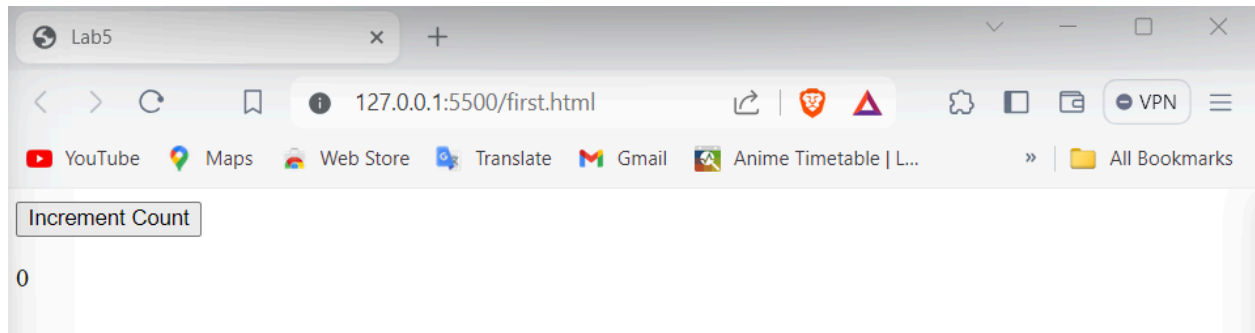 Lab5
127.0.0.1:5500/first.html VPN
YouTube Maps Web Store Translate Gmail Anime Timetable | L... » All Bookmarks
Increment Count
0